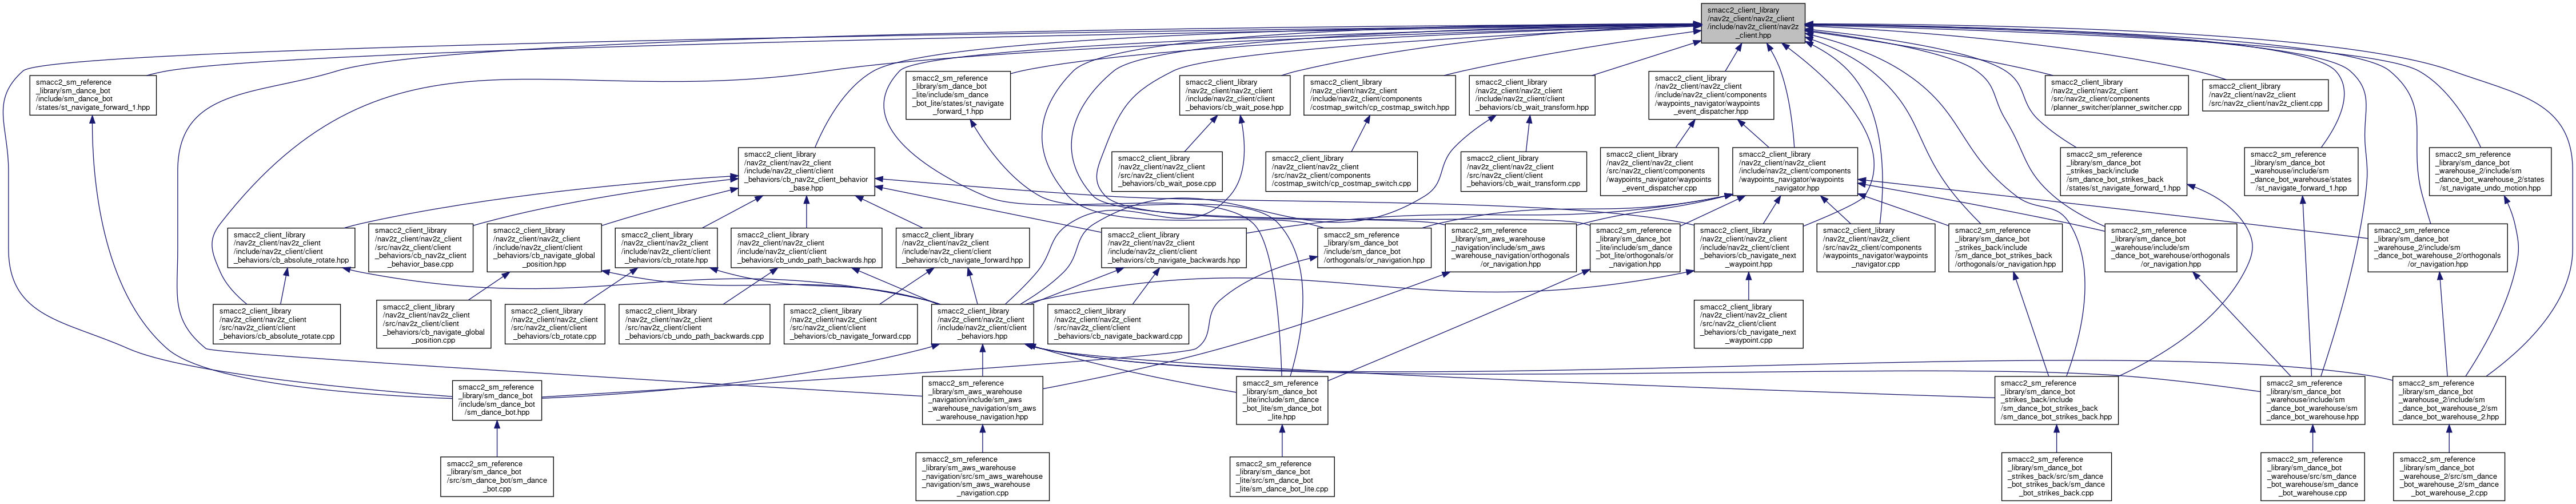 smacc2_client_library
/nav2z_client/nav2z_client
/include/nav2z_client/nav2z
_client.hpp
smacc2_sm_reference
_library/sm_dance_bot
/include/sm_dance_bot
/states/st_navigate_forward_1.hpp
smacc2_sm_reference
_library/sm_dance_bot
_lite/include/sm_dance
_bot_lite/states/st_navigate
_forward_1.hpp
smacc2_client_library
/nav2z_client/nav2z_client
/include/nav2z_client/client
_behaviors/cb_wait_pose.hpp
smacc2_client_library
/nav2z_client/nav2z_client
/include/nav2z_client/components
/costmap_switch/cp_costmap_switch.hpp
smacc2_client_library
/nav2z_client/nav2z_client
/include/nav2z_client/client
_behaviors/cb_wait_transform.hpp
smacc2_client_library
/nav2z_client/nav2z_client
/include/nav2z_client/components
/waypoints_navigator/waypoints
_event_dispatcher.hpp
smacc2_client_library
/nav2z_client/nav2z_client
/src/nav2z_client/components
/planner_switcher/planner_switcher.cpp
smacc2_client_library
/nav2z_client/nav2z_client
/src/nav2z_client/nav2z_client.cpp
smacc2_client_library
/nav2z_client/nav2z_client
/include/nav2z_client/client
_behaviors/cb_nav2z_client_behavior
_base.hpp
smacc2_client_library
/nav2z_client/nav2z_client
/src/nav2z_client/client
_behaviors/cb_wait_pose.cpp
smacc2_client_library
/nav2z_client/nav2z_client
/src/nav2z_client/components
/costmap_switch/cp_costmap_switch.cpp
smacc2_client_library
/nav2z_client/nav2z_client
/src/nav2z_client/client
_behaviors/cb_wait_transform.cpp
smacc2_client_library
/nav2z_client/nav2z_client
/src/nav2z_client/components
/waypoints_navigator/waypoints
_event_dispatcher.cpp
smacc2_client_library
/nav2z_client/nav2z_client
/include/nav2z_client/components
/waypoints_navigator/waypoints
_navigator.hpp
smacc2_sm_reference
_library/sm_dance_bot
_strikes_back/include
/sm_dance_bot_strikes_back
/states/st_navigate_forward_1.hpp
smacc2_sm_reference
_library/sm_dance_bot
_warehouse/include/sm
_dance_bot_warehouse/states
/st_navigate_forward_1.hpp
smacc2_sm_reference
_library/sm_dance_bot
_warehouse_2/include/sm
_dance_bot_warehouse_2/states
/st_navigate_undo_motion.hpp
smacc2_client_library
/nav2z_client/nav2z_client
/include/nav2z_client/client
_behaviors/cb_absolute_rotate.hpp
smacc2_client_library
/nav2z_client/nav2z_client
/src/nav2z_client/client
_behaviors/cb_nav2z_client
_behavior_base.cpp
smacc2_client_library
/nav2z_client/nav2z_client
/include/nav2z_client/client
_behaviors/cb_navigate_global
_position.hpp
smacc2_client_library
/nav2z_client/nav2z_client
/include/nav2z_client/client
_behaviors/cb_rotate.hpp
smacc2_client_library
/nav2z_client/nav2z_client
/include/nav2z_client/client
_behaviors/cb_undo_path_backwards.hpp
smacc2_client_library
/nav2z_client/nav2z_client
/include/nav2z_client/client
_behaviors/cb_navigate_forward.hpp
smacc2_client_library
/nav2z_client/nav2z_client
/include/nav2z_client/client
_behaviors/cb_navigate_backwards.hpp
smacc2_sm_reference
_library/sm_dance_bot
/include/sm_dance_bot
/orthogonals/or_navigation.hpp
smacc2_sm_reference
_library/sm_aws_warehouse
_navigation/include/sm_aws
_warehouse_navigation/orthogonals
/or_navigation.hpp
smacc2_sm_reference
_library/sm_dance_bot
_lite/include/sm_dance
_bot_lite/orthogonals/or
_navigation.hpp
smacc2_client_library
/nav2z_client/nav2z_client
/include/nav2z_client/client
_behaviors/cb_navigate_next
_waypoint.hpp
smacc2_client_library
/nav2z_client/nav2z_client
/src/nav2z_client/components
/waypoints_navigator/waypoints
_navigator.cpp
smacc2_sm_reference
_library/sm_dance_bot
_strikes_back/include
/sm_dance_bot_strikes_back
/orthogonals/or_navigation.hpp
smacc2_sm_reference
_library/sm_dance_bot
_warehouse/include/sm
_dance_bot_warehouse/orthogonals
/or_navigation.hpp
smacc2_sm_reference
_library/sm_dance_bot
_warehouse_2/include/sm
_dance_bot_warehouse_2/orthogonals
/or_navigation.hpp
smacc2_client_library
/nav2z_client/nav2z_client
/src/nav2z_client/client
_behaviors/cb_absolute_rotate.cpp
smacc2_client_library
/nav2z_client/nav2z_client
/src/nav2z_client/client
_behaviors/cb_navigate_global
_position.cpp
smacc2_client_library
/nav2z_client/nav2z_client
/src/nav2z_client/client
_behaviors/cb_rotate.cpp
smacc2_client_library
/nav2z_client/nav2z_client
/src/nav2z_client/client
_behaviors/cb_undo_path_backwards.cpp
smacc2_client_library
/nav2z_client/nav2z_client
/src/nav2z_client/client
_behaviors/cb_navigate_forward.cpp
smacc2_client_library
/nav2z_client/nav2z_client
/include/nav2z_client/client
_behaviors.hpp
smacc2_client_library
/nav2z_client/nav2z_client
/src/nav2z_client/client
_behaviors/cb_navigate_backward.cpp
smacc2_client_library
/nav2z_client/nav2z_client
/src/nav2z_client/client
_behaviors/cb_navigate_next
_waypoint.cpp
smacc2_sm_reference
_library/sm_dance_bot
/include/sm_dance_bot
/sm_dance_bot.hpp
smacc2_sm_reference
_library/sm_aws_warehouse
_navigation/include/sm_aws
_warehouse_navigation/sm_aws
_warehouse_navigation.hpp
smacc2_sm_reference
_library/sm_dance_bot
_lite/include/sm_dance
_bot_lite/sm_dance_bot
_lite.hpp
smacc2_sm_reference
_library/sm_dance_bot
_strikes_back/include
/sm_dance_bot_strikes_back
/sm_dance_bot_strikes_back.hpp
smacc2_sm_reference
_library/sm_dance_bot
_warehouse/include/sm
_dance_bot_warehouse/sm
_dance_bot_warehouse.hpp
smacc2_sm_reference
_library/sm_dance_bot
_warehouse_2/include/sm
_dance_bot_warehouse_2/sm
_dance_bot_warehouse_2.hpp
smacc2_sm_reference
_library/sm_dance_bot
/src/sm_dance_bot/sm_dance
_bot.cpp
smacc2_sm_reference
_library/sm_aws_warehouse
_navigation/src/sm_aws_warehouse
_navigation/sm_aws_warehouse
_navigation.cpp
smacc2_sm_reference
_library/sm_dance_bot
_lite/src/sm_dance_bot
_lite/sm_dance_bot_lite.cpp
smacc2_sm_reference
_library/sm_dance_bot
_strikes_back/src/sm_dance
_bot_strikes_back/sm_dance
_bot_strikes_back.cpp
smacc2_sm_reference
_library/sm_dance_bot
_warehouse/src/sm_dance
_bot_warehouse/sm_dance
_bot_warehouse.cpp
smacc2_sm_reference
_library/sm_dance_bot
_warehouse_2/src/sm_dance
_bot_warehouse_2/sm_dance
_bot_warehouse_2.cpp